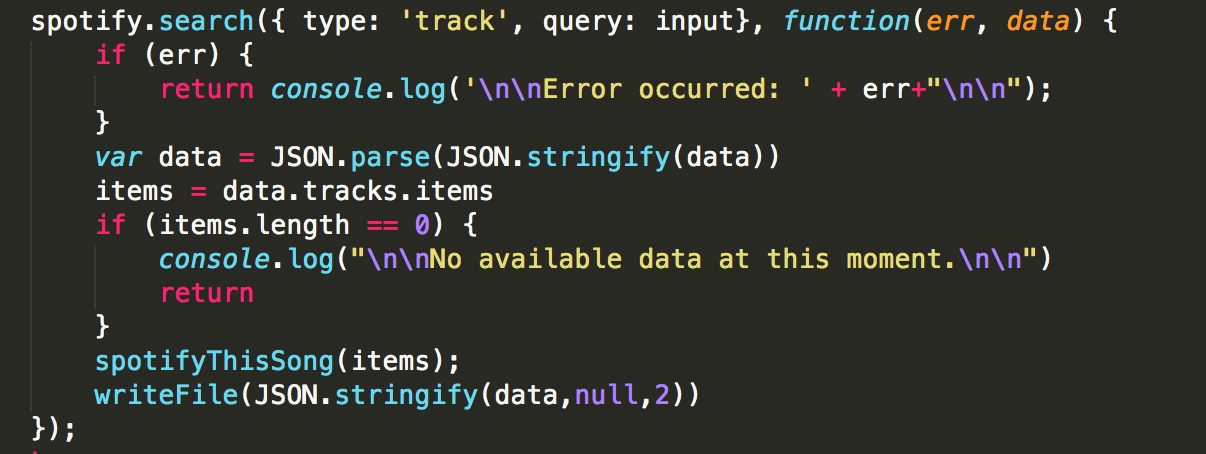 spotify.search({ type: 'track', query: input}, function(err, data) {
    if (err) {
        return console.log('\n\nError occurred: ' + err+"\n\n");
    }
    var data = JSON.parse(JSON.stringify(data))
    items = data.tracks.items
    if (items.length == 0) {
        console.log("\n\nNo available data at this moment.\n\n")
        return
    }
    spotifyThisSong(items);
    writeFile(JSON.stringify(data,null,2))
});